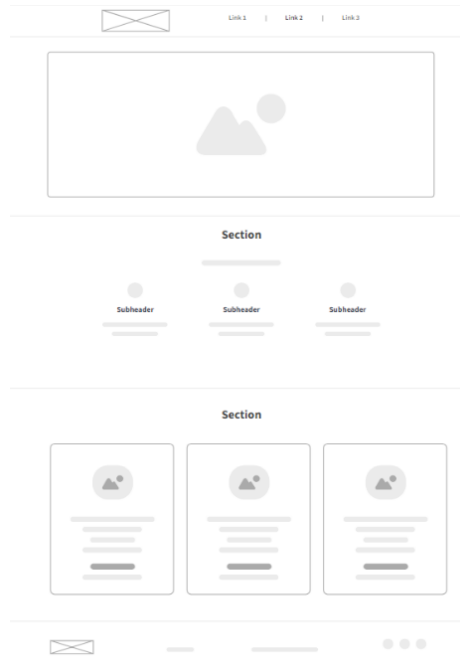 Link 1 | Link 2 | Link 3
Section
Subheader Subheader Subheader
Section